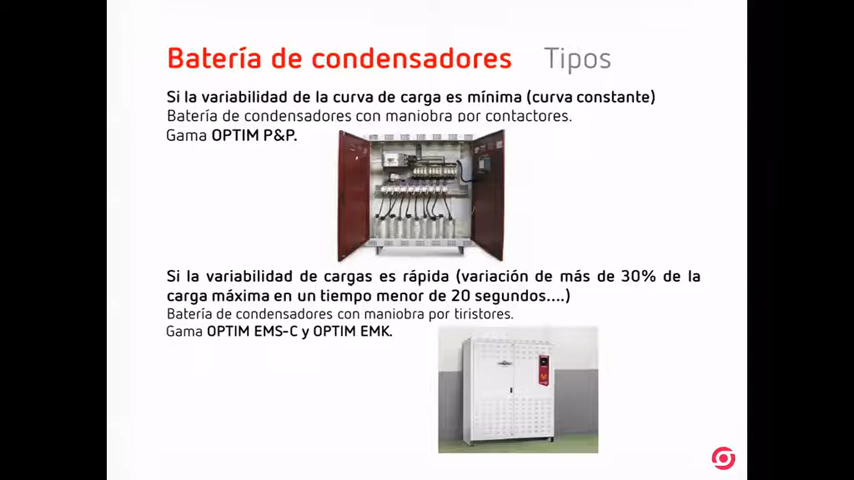 Batería de condensadores Tipos
Si la variabilidad de la curva de carga es mínima (curva constante)
Batería de condensadores con maniobra por contactores.
Gama OPTIM P&P.
Si la variabilidad de cargas es rápida (variación de más de 30% de la
carga máxima en un tiempo menor de 20 segundos....)
Batería de condensadores con maniobra por tiristores.
Gama OPTIM EMS-C y OPTIM EMK.